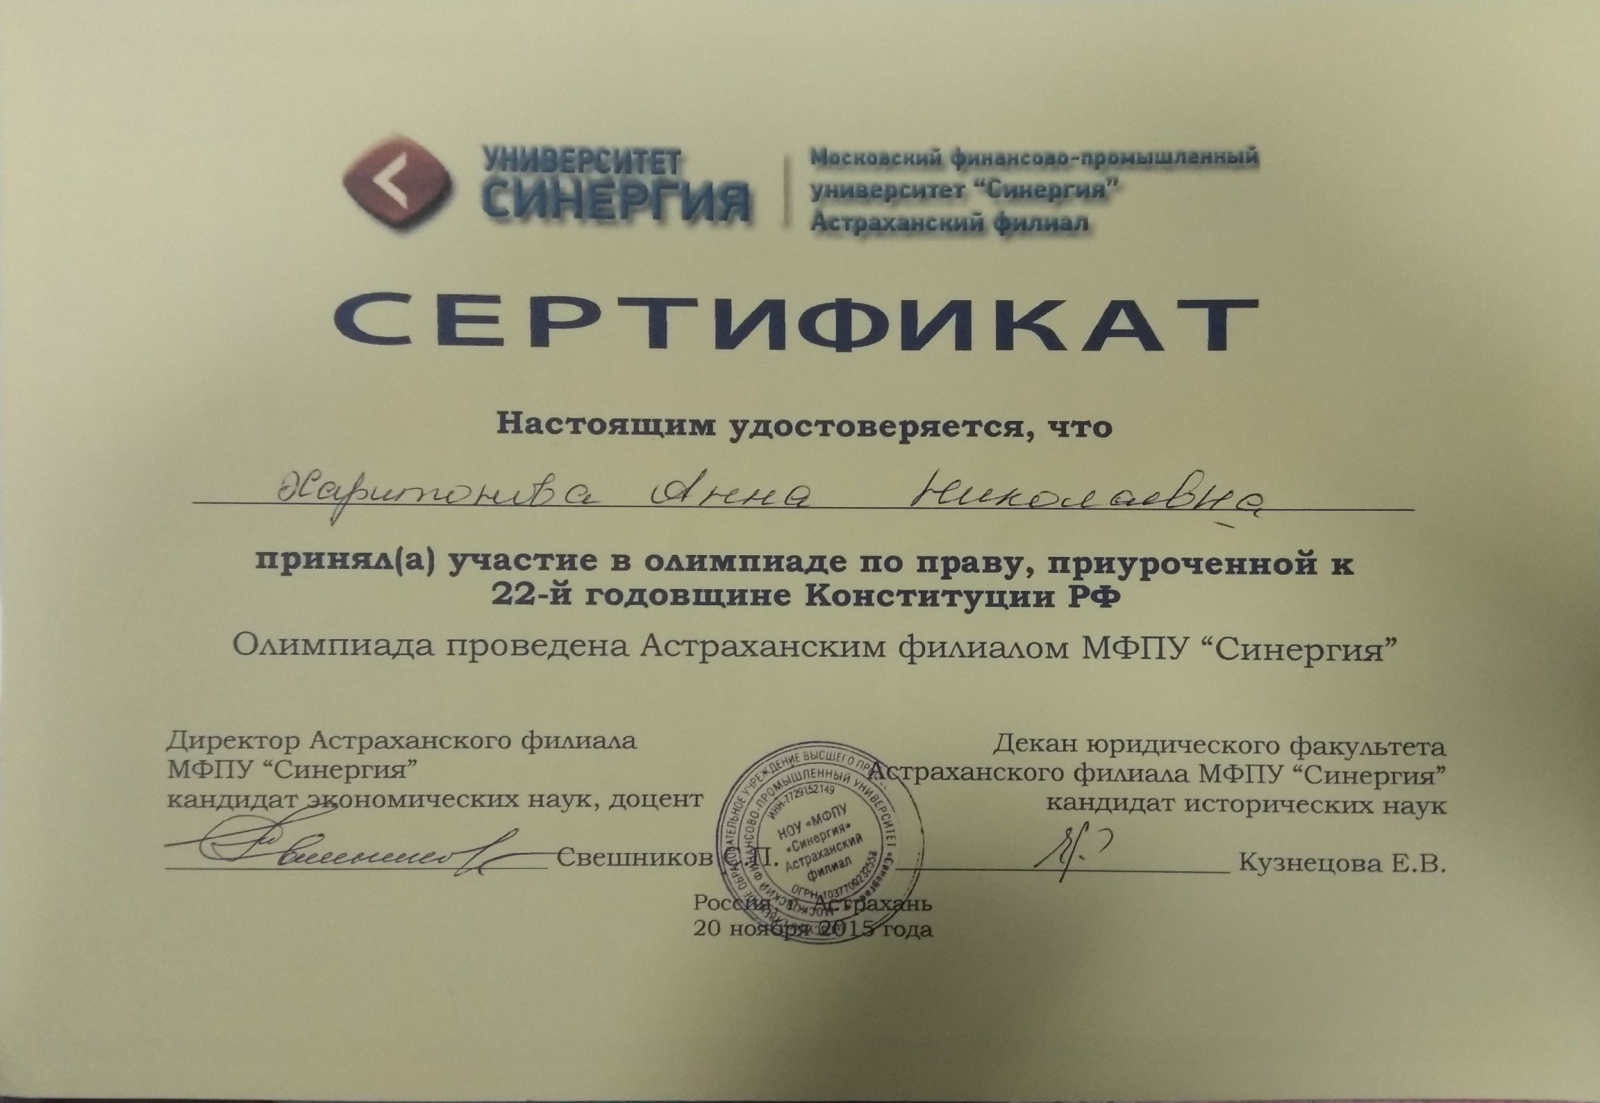 УНИВЕРСИТЕТ
СИНЕРГИЯ
Московский финансово-промышленный
университет “Синергия”
Астраханский филиал
СЕРТИФИКАТ
Настоящим удостоверяется, что
Харитонова Анна Николаевна
принял(а) участие в олимпиаде по праву, приуроченной к
22-й годовщине Конституции РФ
Олимпиада проведена Астраханским филиалом МФПУ “Синергия”
Директор Астраханского филиала
МФПУ “Синергия”
кандидат экономических наук, доцент
Свешников С.П.
Декан юридического факультета
Астраханского филиала МФПУ “Синергия”
кандидат исторических наук
Кузнецова Е.В.
ИНН-7729152149
НОУ «МФПУ
«Синергия»
Астраханский
филиал
Россия, Астрахань
20 ноября 2015 года